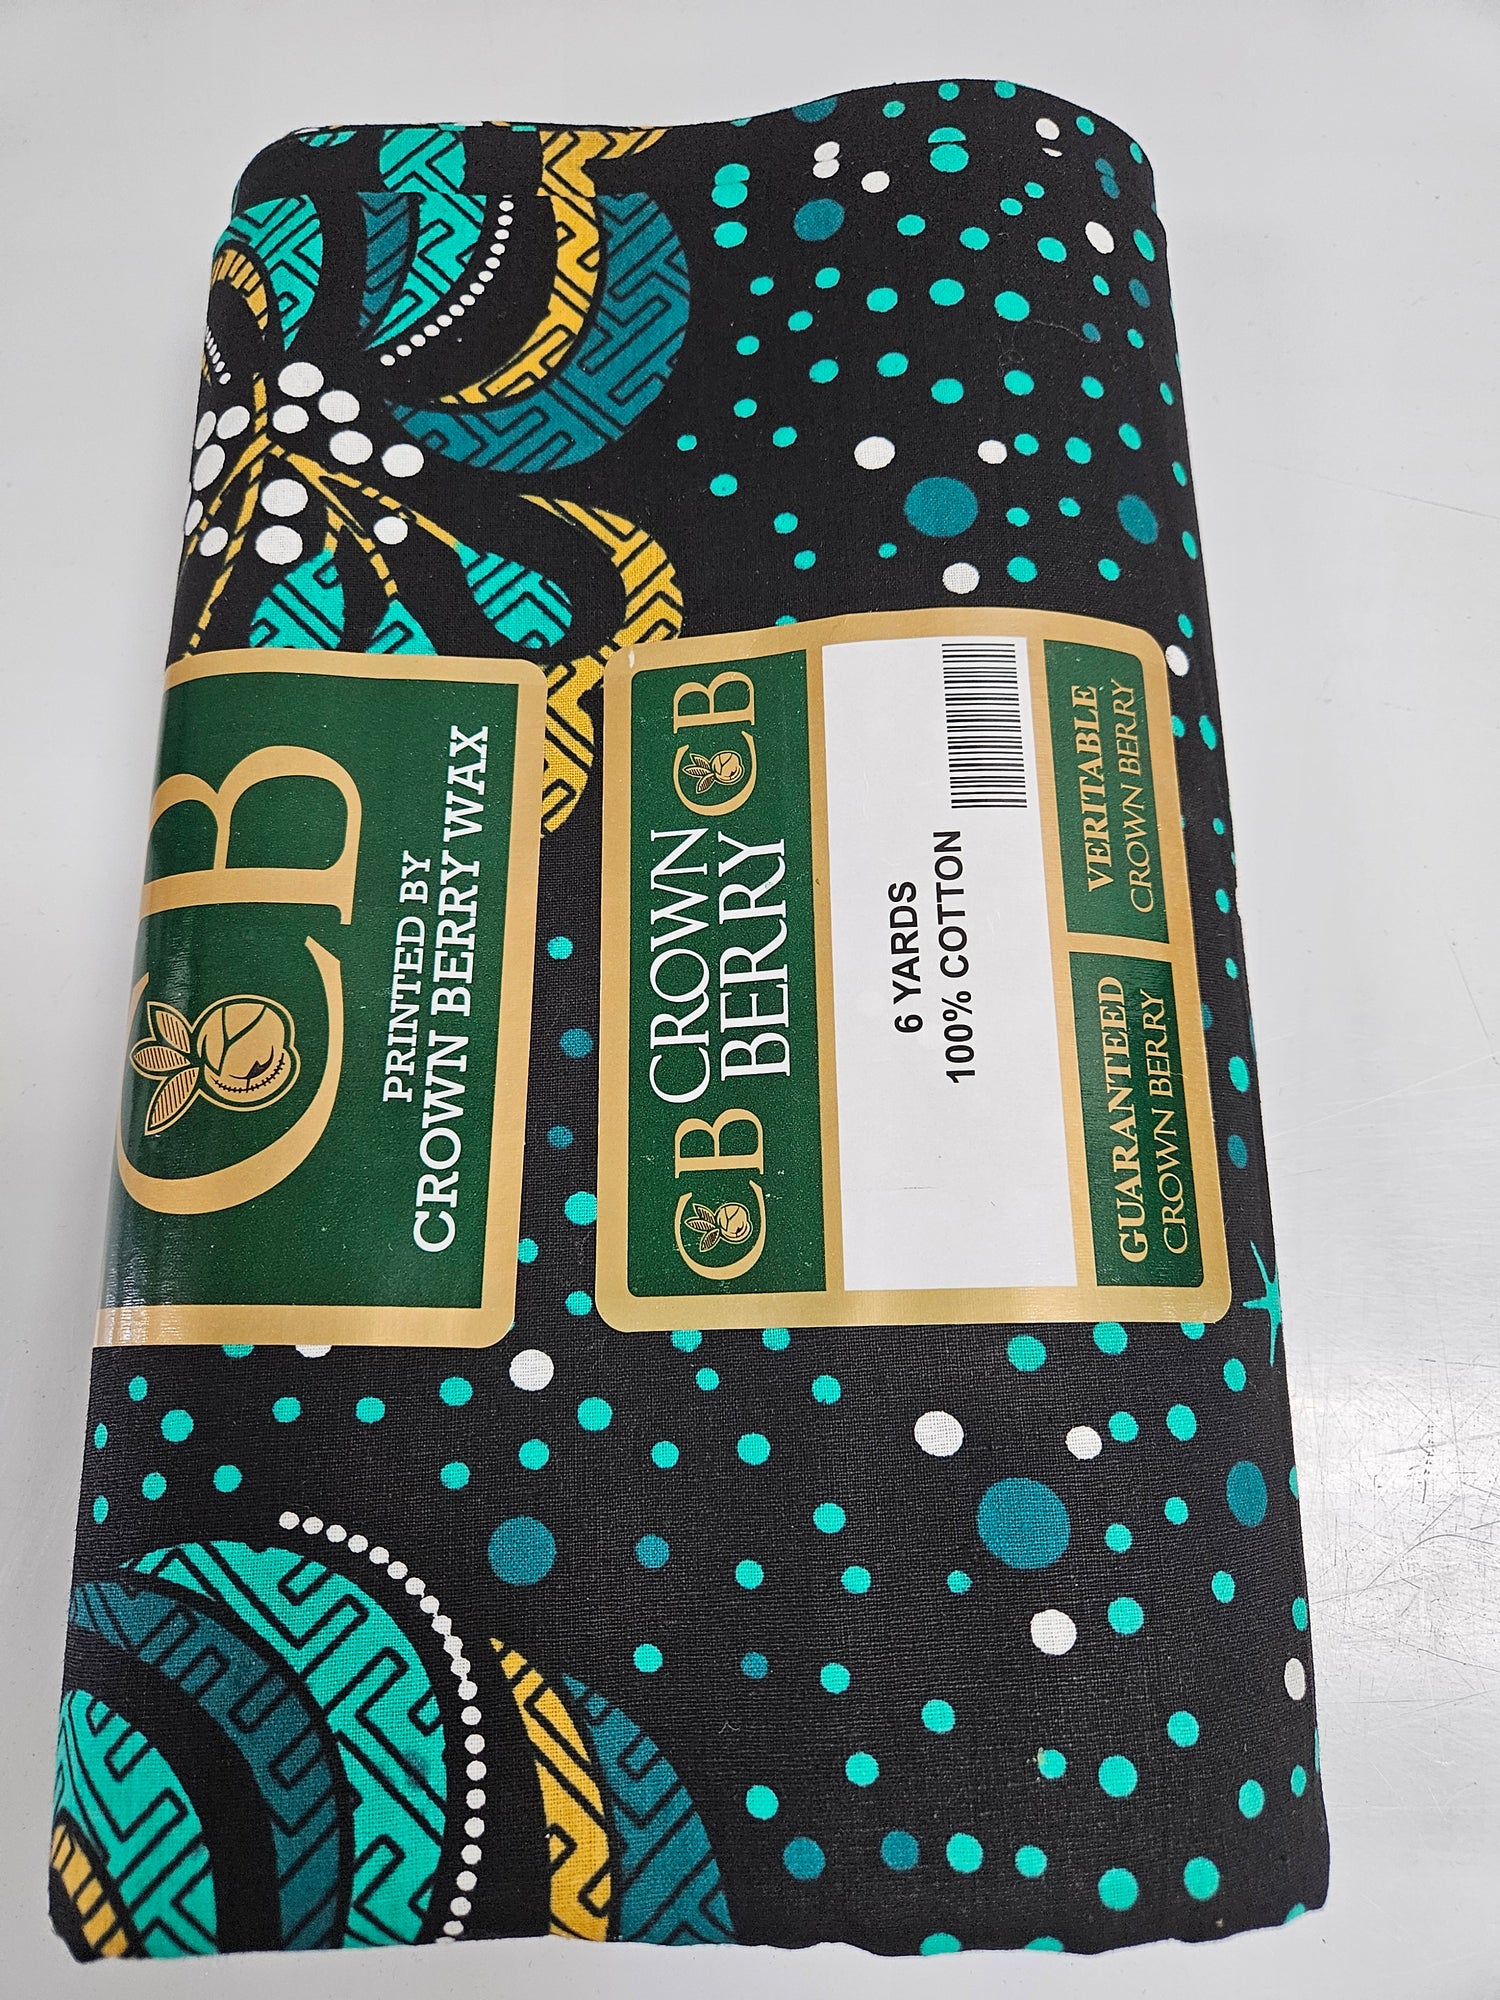 CB
PRINTED BY
CROWN BERRY WAX
CB CROWN BERRY CB
6 YARDS
100% COTTON
GUARANTEED
CROWN BERRY
VERITABLE
CROWN BERRY